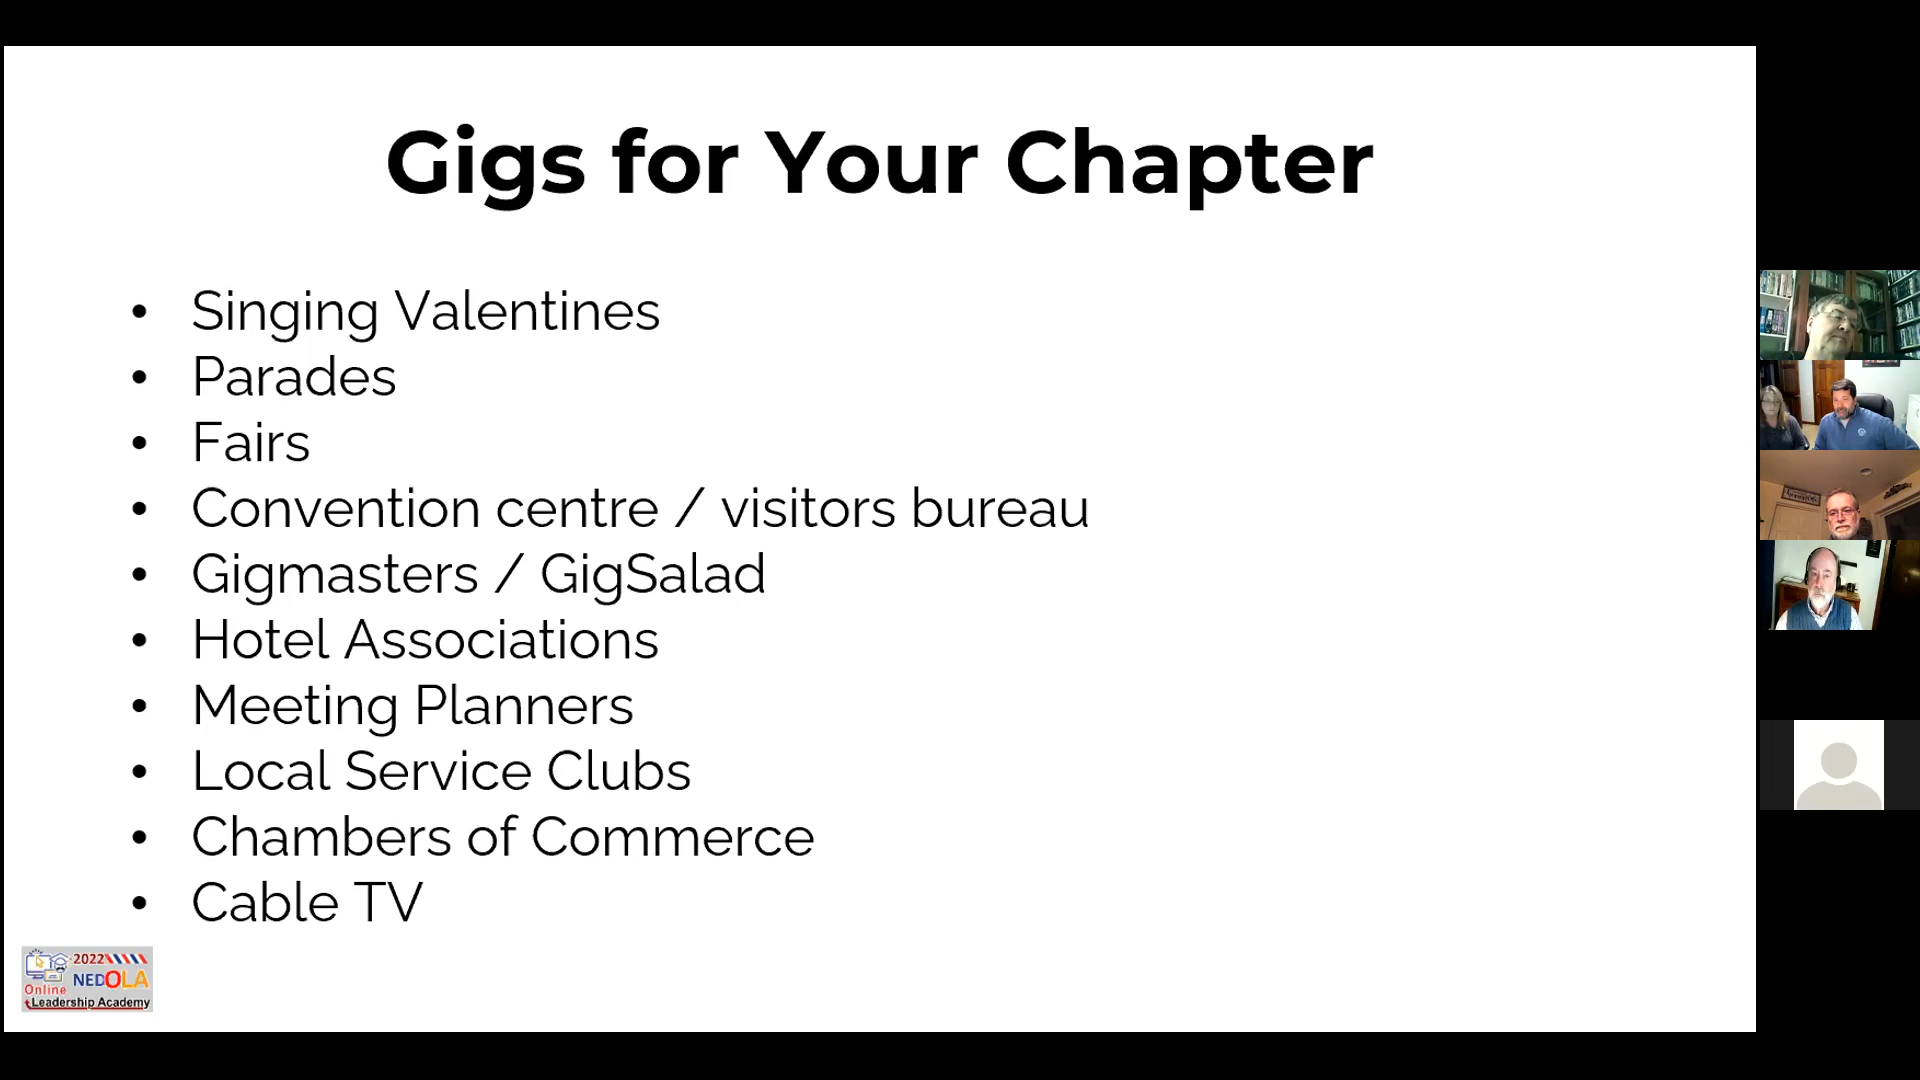 Gigs for Your Chapter
• Singing Valentines
• Parades
• Fairs
• Convention centre / visitors bureau
• Gigmasters / GigSalad
• Hotel Associations
• Meeting Planners
• Local Service Clubs
• Chambers of Commerce
• Cable TV
2022
NEDOLA
Online
Leadership Academy